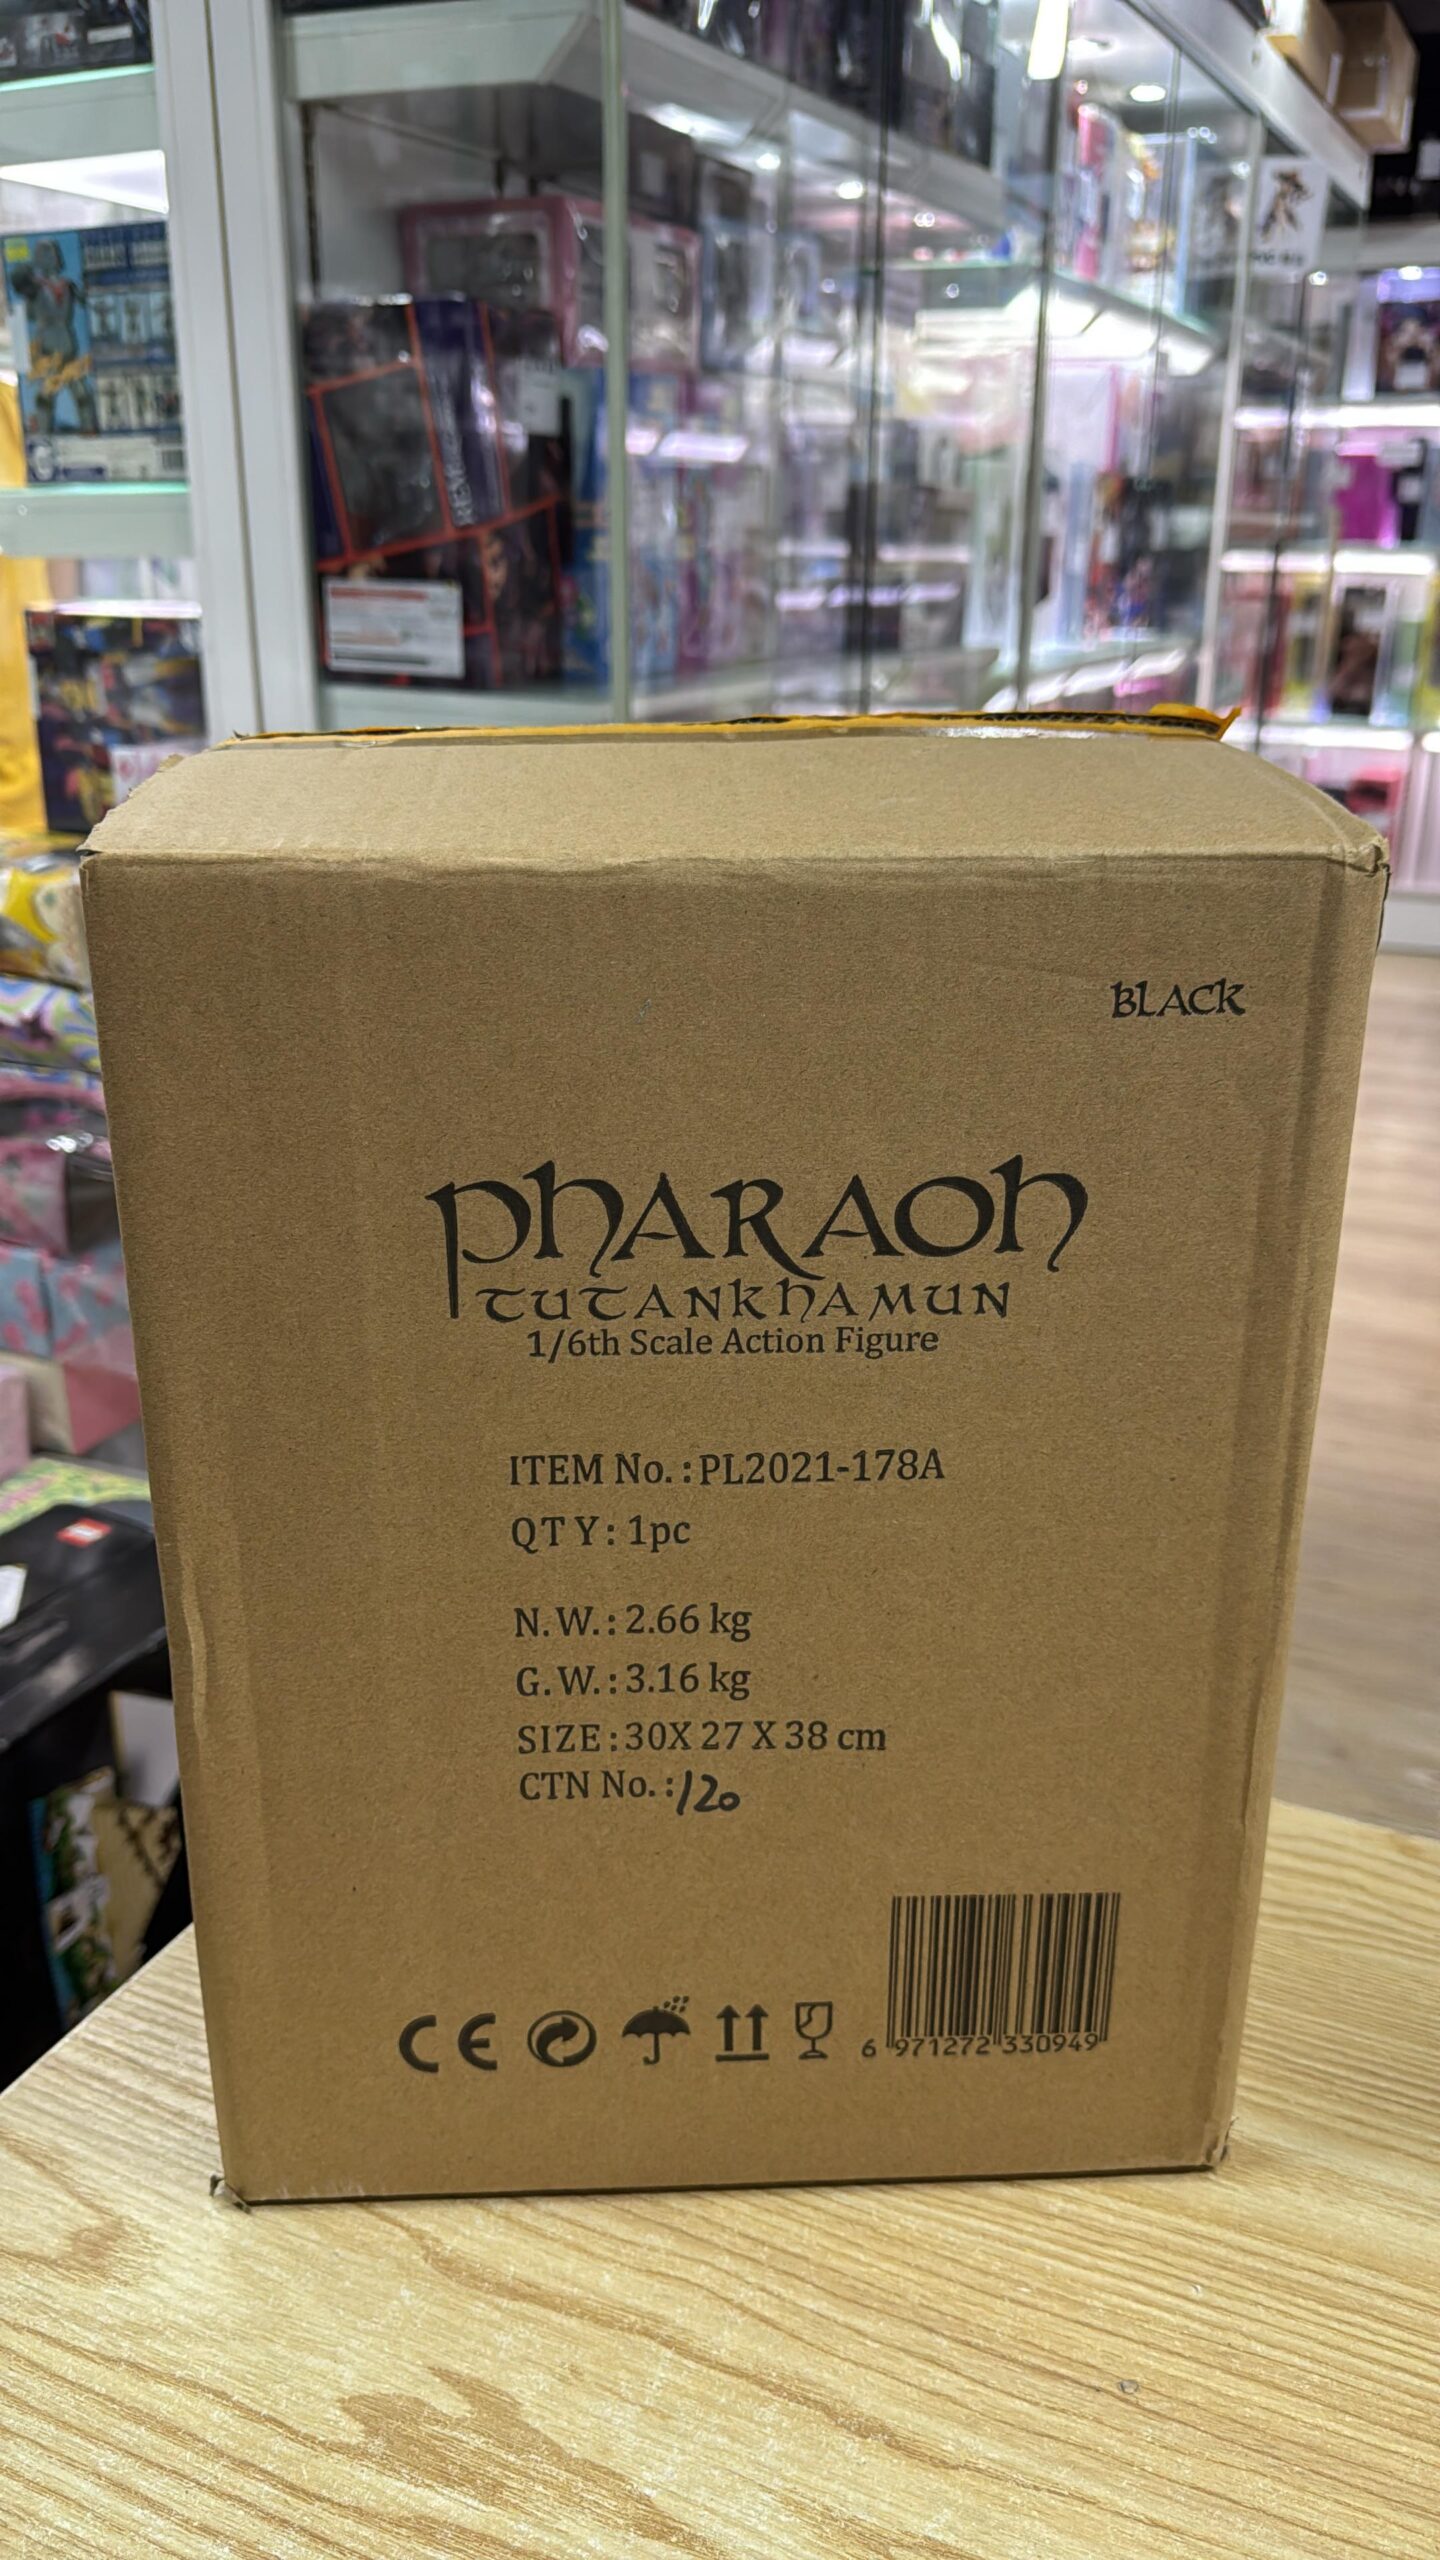 BLACK
PHARAOH
TUTANKHAMUN
1/6th Scale Action Figure
ITEM No.: PL2021-178A
QTY: 1pc
N.W.: 2.66 kg
G.W.: 3.16 kg
SIZE: 30X 27 X 38 cm
CTN No.: 120
CE
6 971272 330949